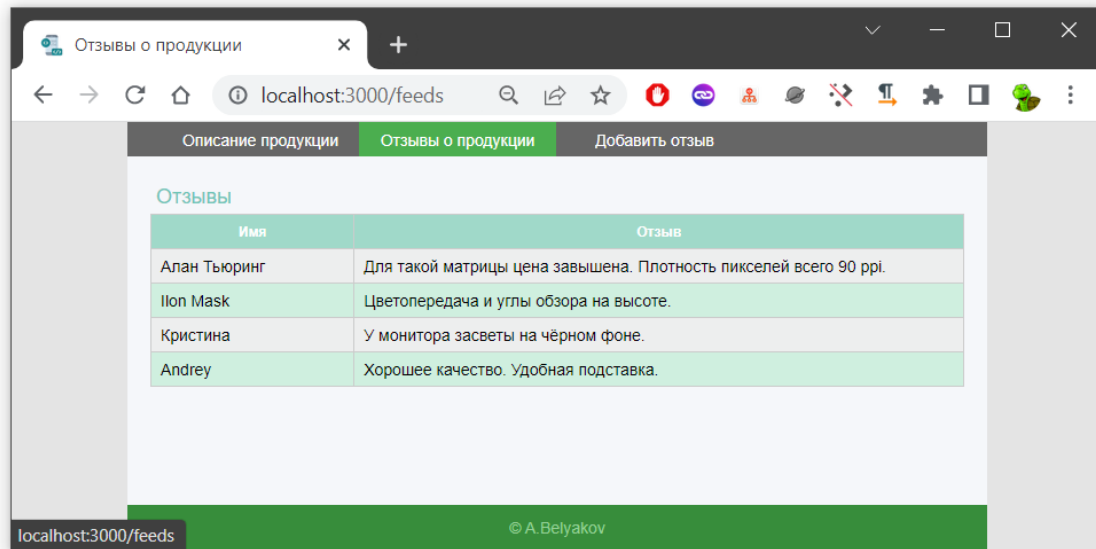 Отзывы о продукции
localhost:3000/feeds
Описание продукции Отзывы о продукции Добавить отзыв
Отзывы
Имя Отзыв
Алан Тьюринг Для такой матрицы цена завышена. Плотность пикселей всего 90 ppi.
Ilon Mask Цветопередача и углы обзора на высоте.
Кристина У монитора засветы на чёрном фоне.
Andrey Хорошее качество. Удобная подставка.
© A.Belyakov
localhost:3000/feeds